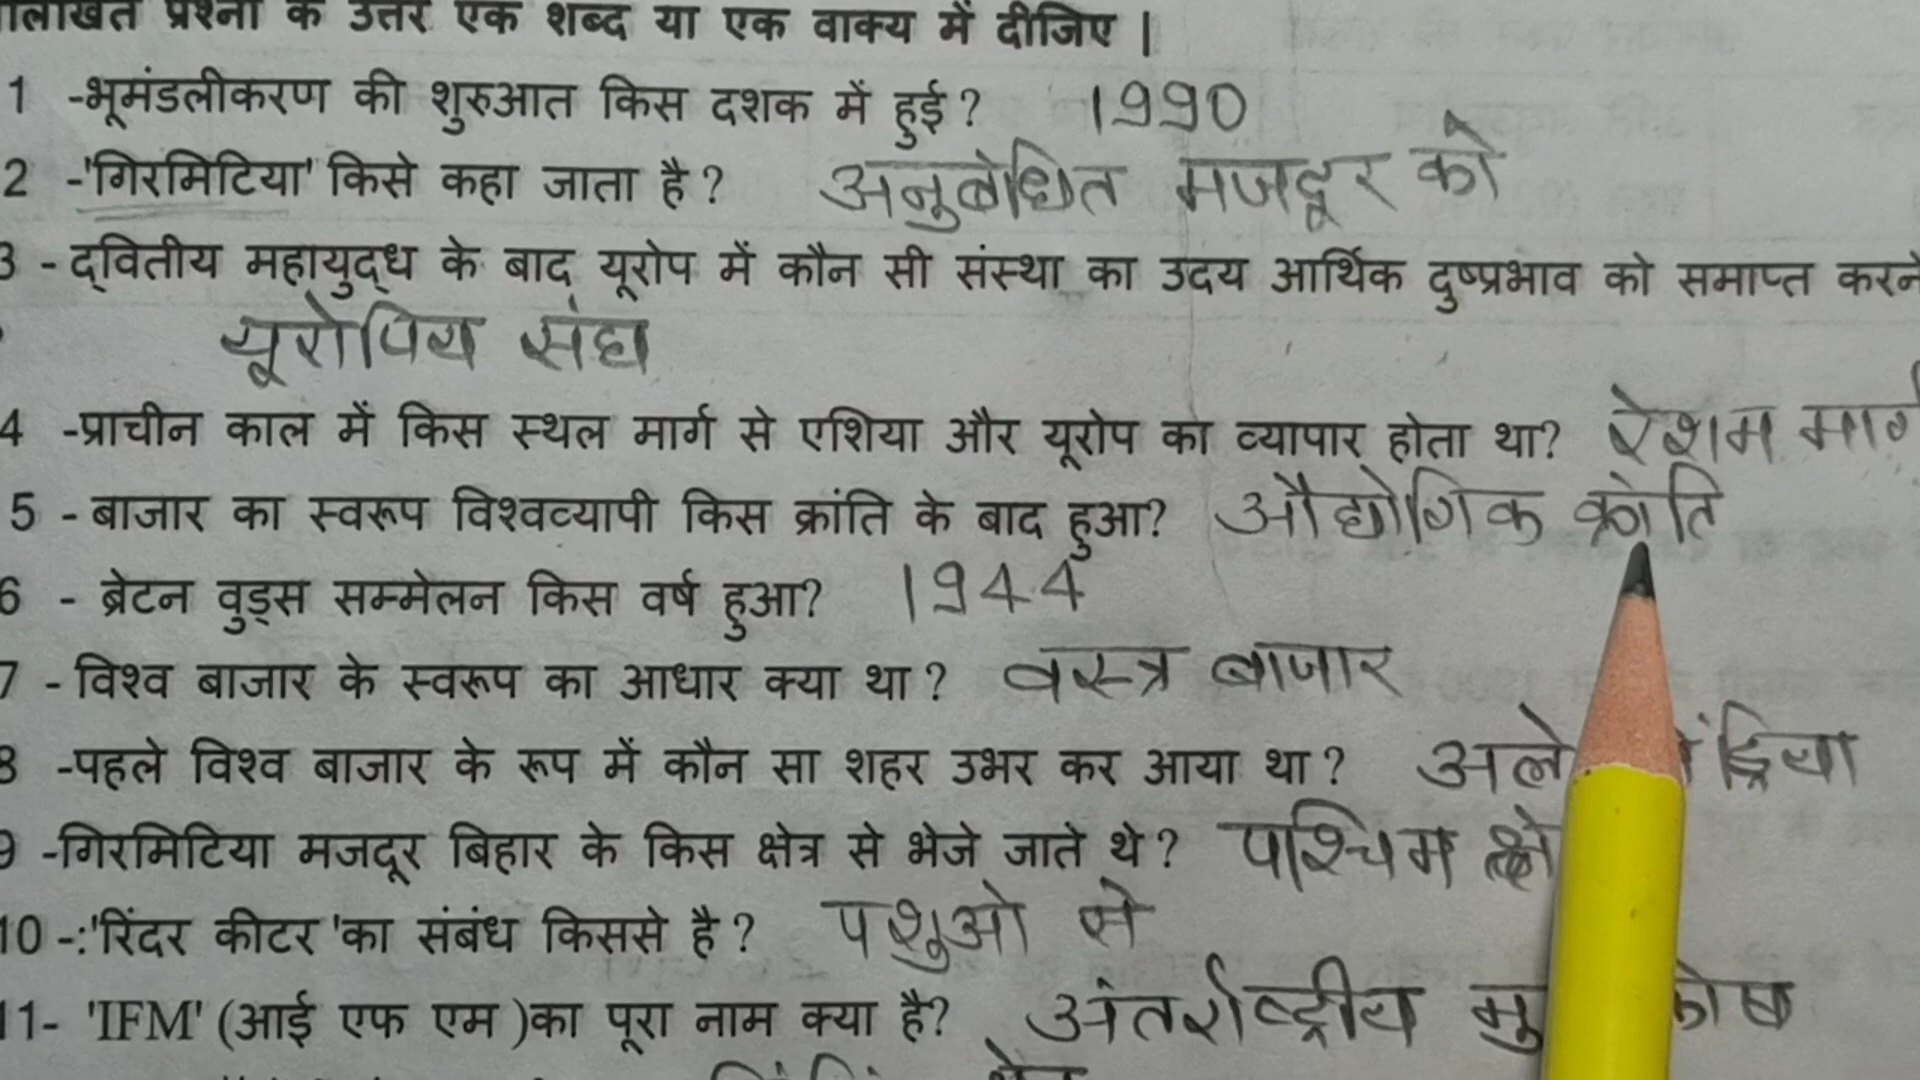 प्रश्नों के उत्तर एक शब्द या एक वाक्य में दीजिए |
1 -भूमंडलीकरण की शुरुआत किस दशक में हुई? 1990
2 -'गिरमिटिया' किसे कहा जाता है? अनुबंधित मजदूर को
3 - द्वितीय महायुद्ध के बाद यूरोप में कौन सी संस्था का उदय आर्थिक दुष्प्रभाव को समाप्त करने
यूरोपिय संघ
4 -प्राचीन काल में किस स्थल मार्ग से एशिया और यूरोप का व्यापार होता था? रेशम मार्ग
5 - बाजार का स्वरूप विश्वव्यापी किस क्रांति के बाद हुआ? औद्योगिक क्रांति
6 - ब्रेटन वुड्स सम्मेलन किस वर्ष हुआ? 1944
7 - विश्व बाजार के स्वरूप का आधार क्या था? वस्त्र बाजार
8 -पहले विश्व बाजार के रूप में कौन सा शहर उभर कर आया था?
9 -गिरमिटिया मजदूर बिहार के किस क्षेत्र से भेजे जाते थे? पश्चिम
10 -:'रिंदर कीटर 'का संबंध किससे है? पशुओ से
11- 'IFM' (आई एफ एम )का पूरा नाम क्या है? अंतर्राष्ट्रीय कोष